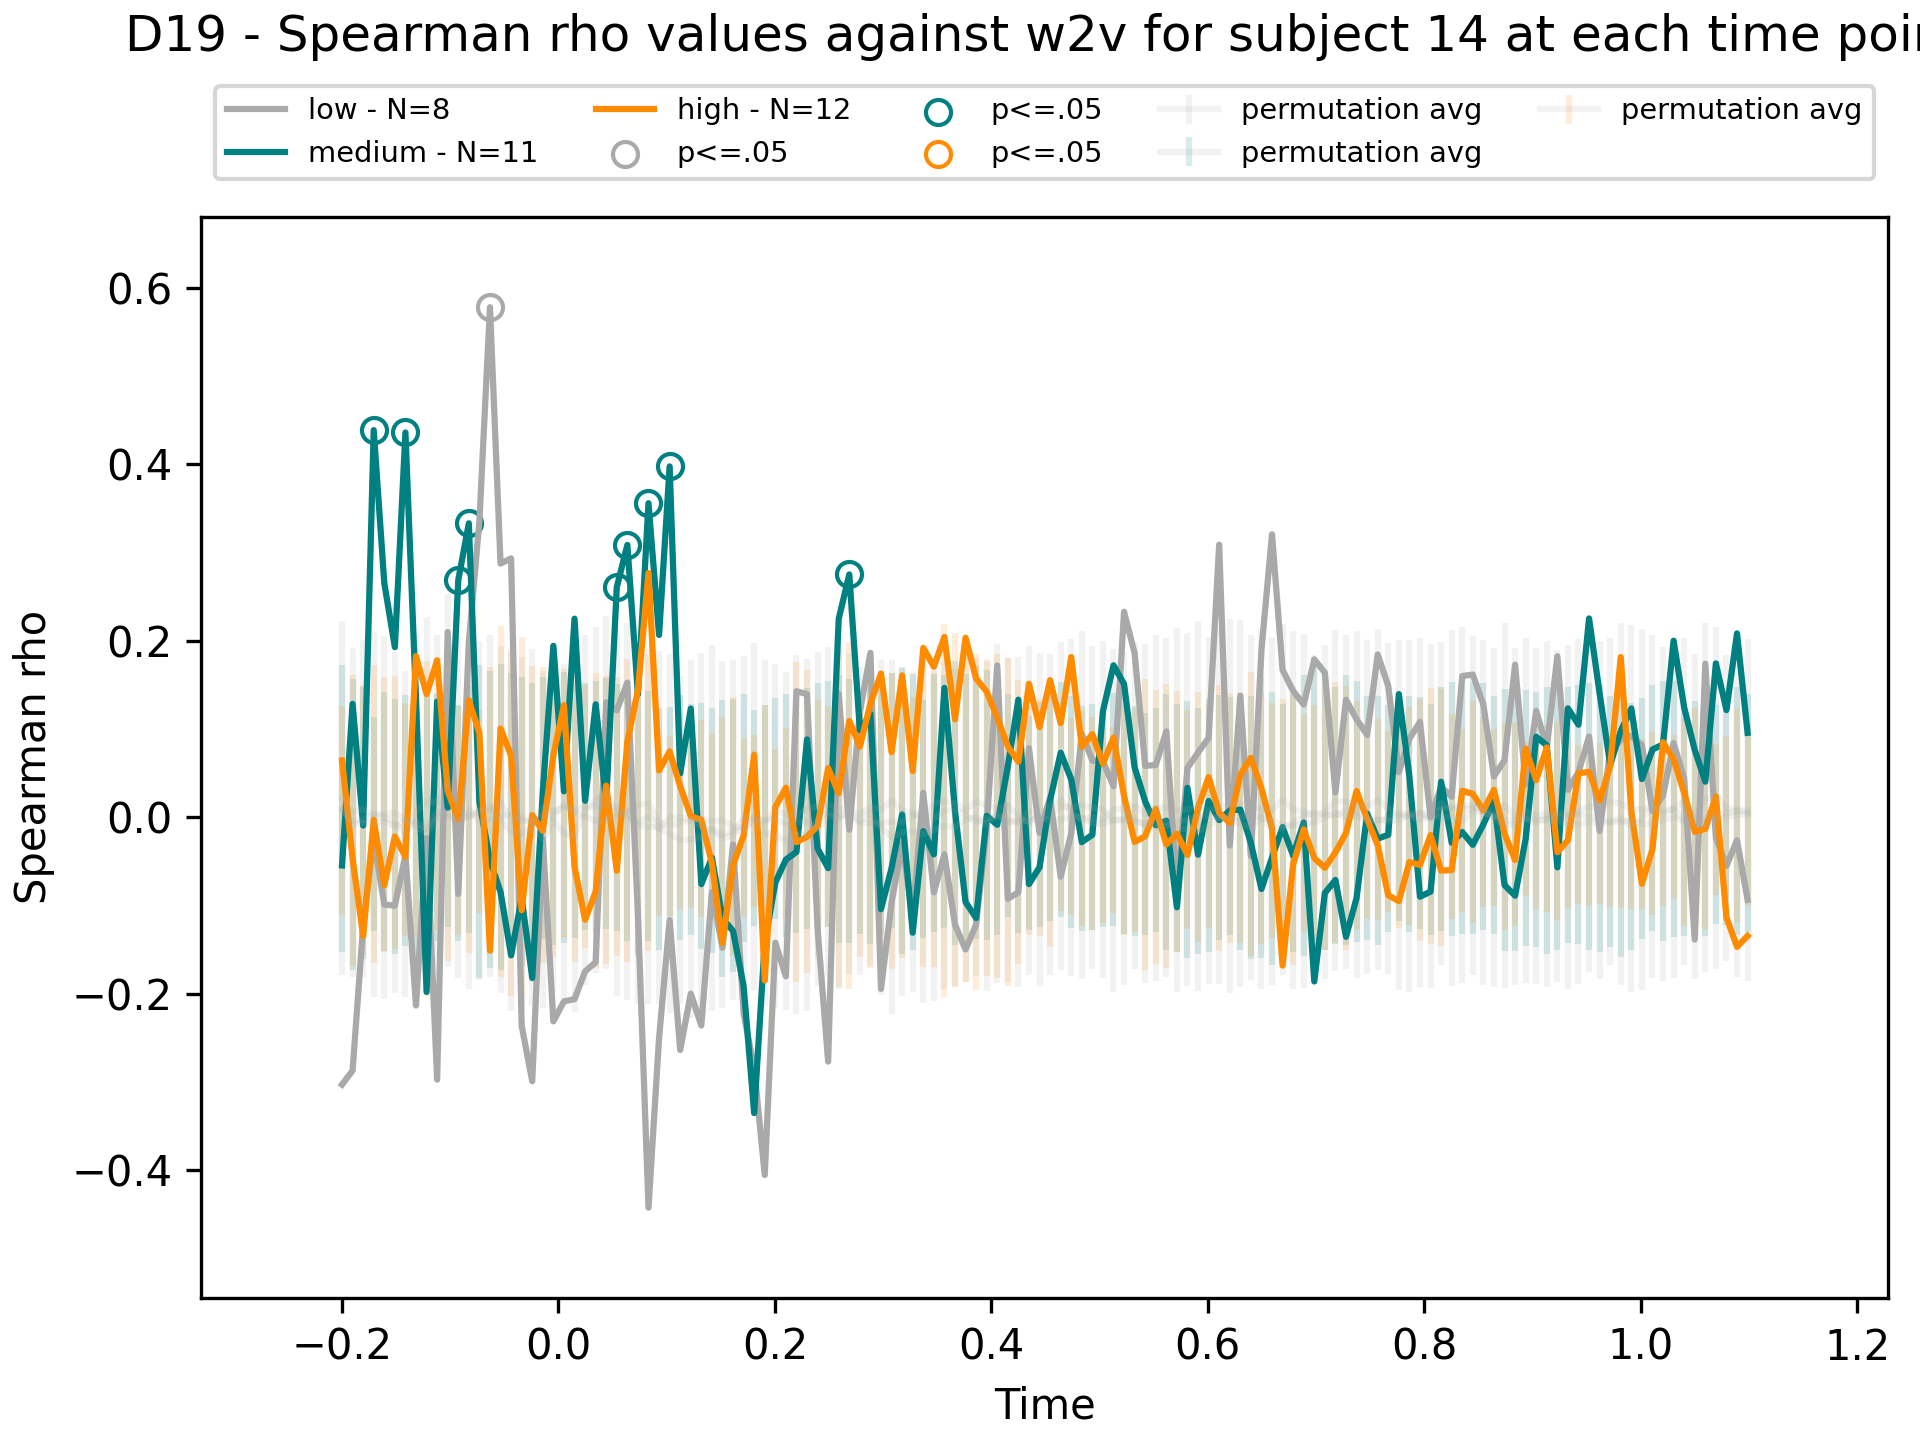 D19 - Spearman rho values against w2v for subject 14 at each time poi
low - N=8
medium - N=11
high - N=12
p<=.05
p<=.05
p<=.05
permutation avg
permutation avg
permutation avg
Spearman rho
0.6
0.4
0.2
0.0
−0.2
−0.4
−0.2 0.0 0.2 0.4 0.6 0.8 1.0 1.2
Time